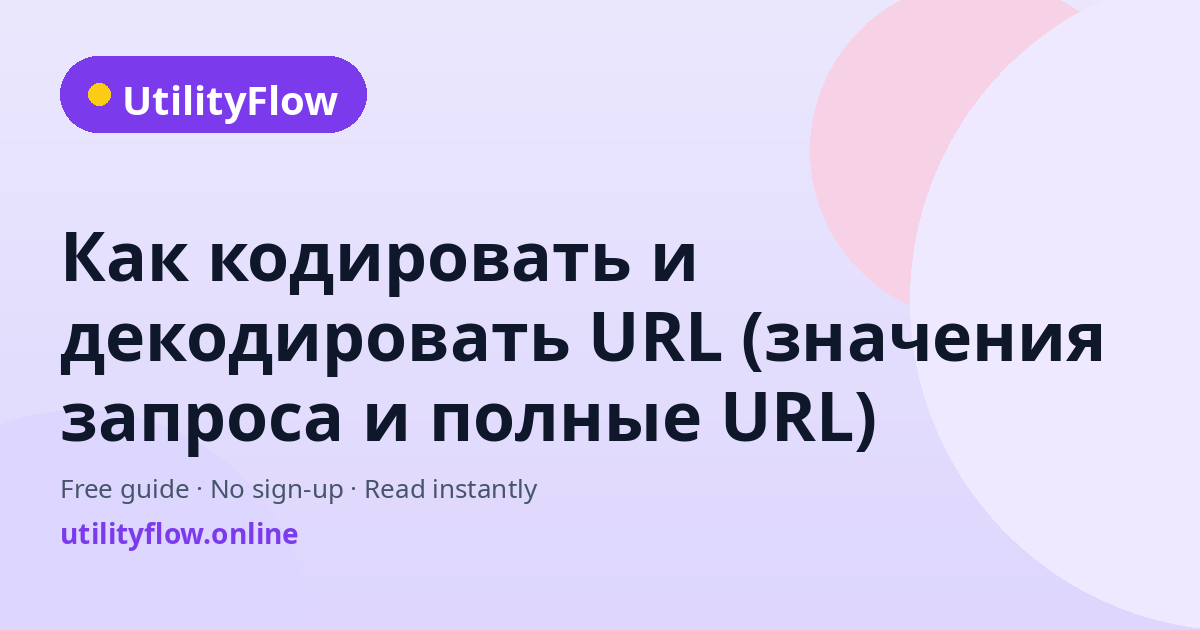 UtilityFlow
Как кодировать и
декодировать URL (значения
запроса и полные URL)
Free guide · No sign-up · Read instantly
utilityflow.online